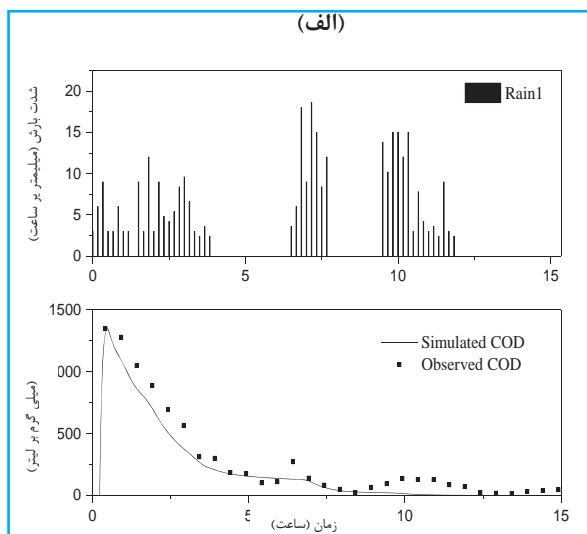 (الف)
شدت بارش (میلیمتر بر ساعت)
20
15
10
5
0
Rain1
0
5
10
15
میلی گرم بر لیتر)
1500
000
500
0
Simulated COD
Observed COD
0
5
10
15
زمان (ساعت)